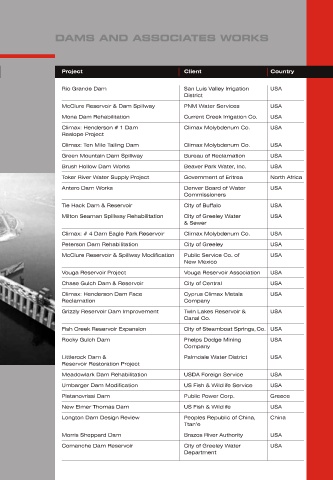 DAMS AND ASSOCIATES WORKS
Project Client Country
Rio Grande Dam San Luis Valley Irrigation USA
District
McClure Reservoir & Dam Spillway PNM Water Services USA
Mona Dam Rehabilitation Current Creek Irrigation Co. USA
Climax: Henderson # 1 Dam Climax Molybdenum Co. USA
Reslope Project
Climax: Ten Mile Tailing Dam Climax Molybdenum Co. USA
Green Mountain Dam Spillway Bureau of Reclamation USA
Brush Hollow Dam Works Beaver Park Water, Inc. USA
Toker River Water Supply Project Government of Eritrea North Africa
Antero Dam Works Denver Board of Water USA
Commissioners
Tie Hack Dam & Reservoir City of Buffalo USA
Milton Seaman Spillway Rehabilitation City of Greeley Water USA
& Sewer
Climax: # 4 Dam Eagle Park Reservoir Climax Molybdenum Co. USA
Peterson Dam Rehabilitation City of Greeley USA
McClure Reservoir & Spillway Modification Public Service Co. of USA
New Mexico
Vouga Reservoir Project Vouga Reservoir Association USA
Chase Gulch Dam & Reservoir City of Central USA
Climax: Henderson Dam Face Cyprus Climax Metals USA
Reclamation Company
Grizzly Reservoir Dam Improvement Twin Lakes Reservoir & USA
Canal Co.
Fish Creek Reservoir Expansion City of Steamboat Springs, Co. USA
Rooky Gulch Dam Phelps Dodge Mining USA
Company
Littlerock Dam & Palmdale Water District USA
Reservoir Restoration Project
Meadowlark Dam Rehabilitation USDA Foreign Service USA
Umbarger Dam Modification US Fish & Wildlife Service USA
Platanovrissi Dam Public Power Corp. Greece
New Elmer Thomas Dam US Fish & Wildlife USA
Longtan Dam Design Review Peoples Republic of China, China
Morris Sheppard Dam Brazos River Authority USA
Comanche Dam Reservoir City of Greeley Water USA
Department